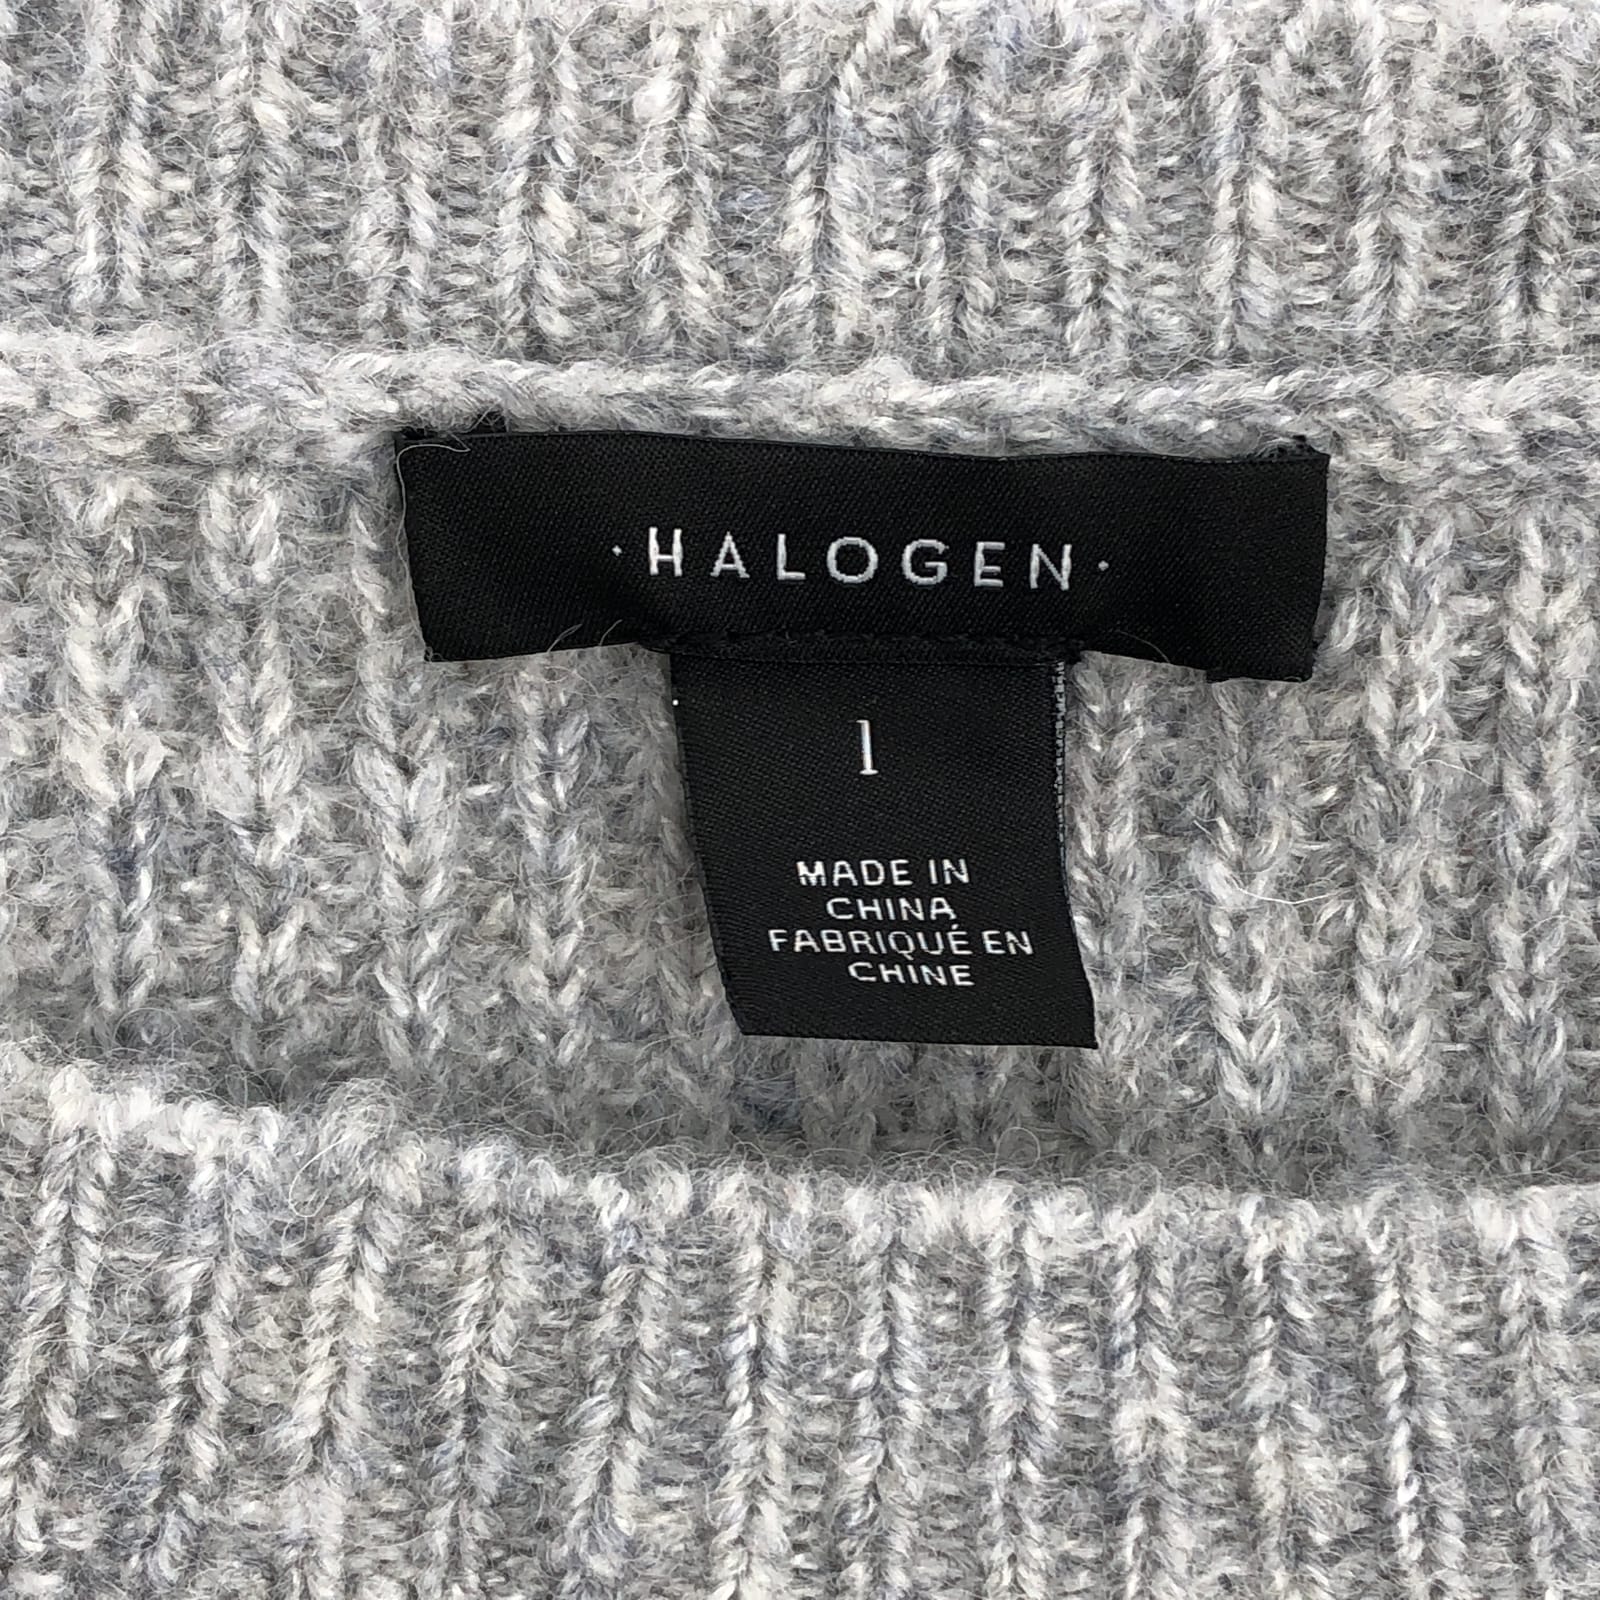 ·HALOGEN·
1
MADE IN
CHINA
FABRIQUÉ EN
CHINE